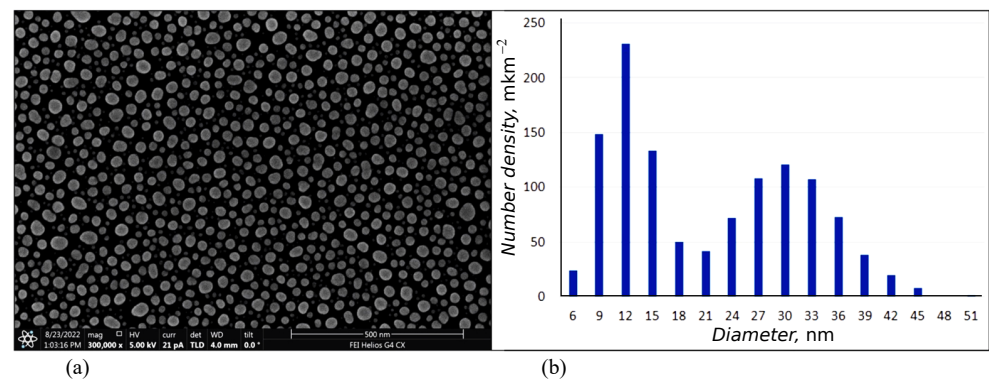 8/23/2022 mag □ HV curr det WD tilt
1:03:16 PM 300,000 x 5.00 kV 21 pA TLD 4.0 mm 0.0 °
500 nm
FEI Helios G4 CX
(a)
Number density, mkm⁻²
250
200
150
100
50
0
6 9 12 15 18 21 24 27 30 33 36 39 42 45 48 51
Diameter, nm
(b)